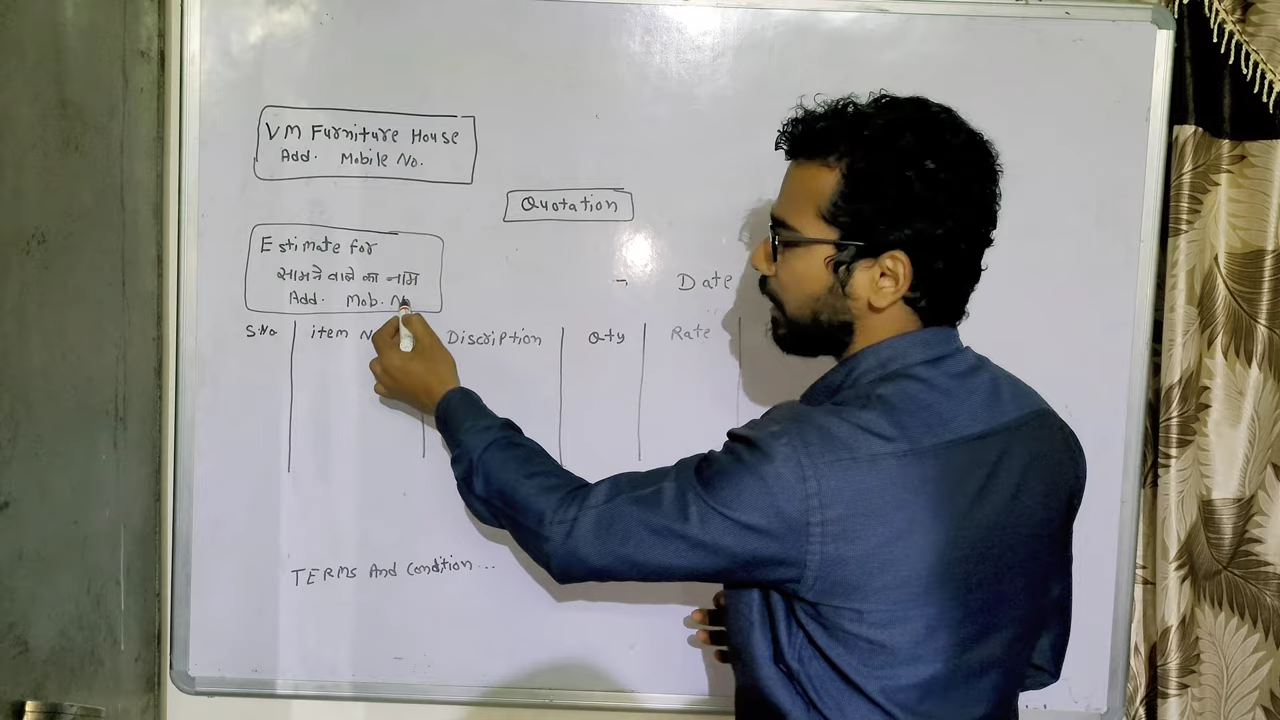 VM Furniture House
Add. Mobile No.
Quotation
Estimate for
सामने वाले का नाम
Add. Mob.
Date
S.No item Discription Qty Rate
TERMS And Condition...